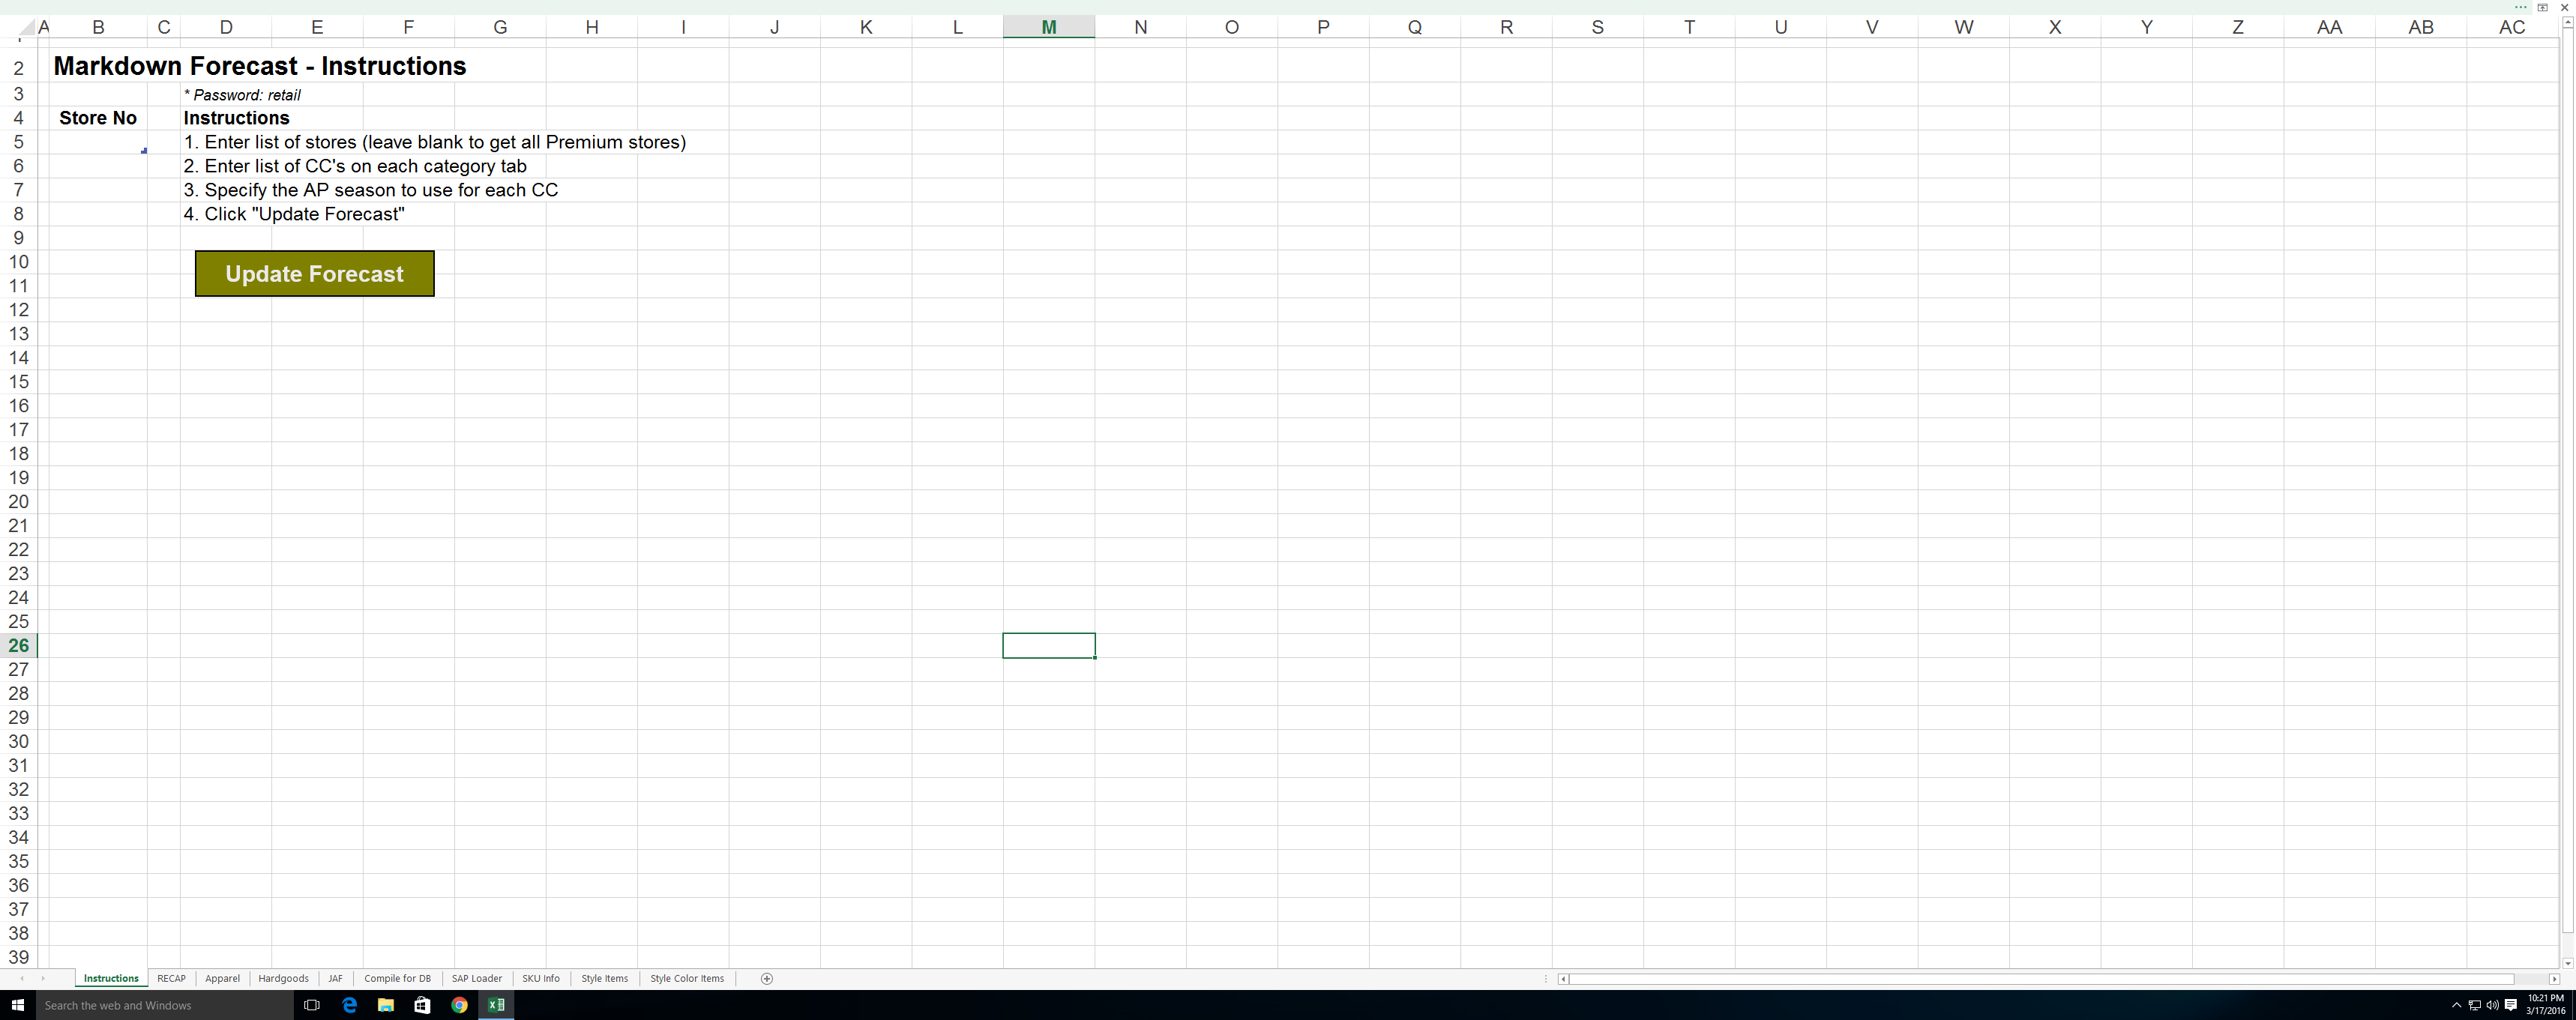 A B C D E F G H I J K L M N O P Q R S T U V W X Y Z AA AB AC
2 Markdown Forecast - Instructions
3 * Password: retail
4 Store No Instructions
5 1. Enter list of stores (leave blank to get all Premium stores)
6 2. Enter list of CC's on each category tab
7 3. Specify the AP season to use for each CC
8 4. Click "Update Forecast"
9
10
Update Forecast
11
12
13
14
15
16
17
18
19
20
21
22
23
24
25
26
27
28
29
30
31
32
33
34
35
36
37
38
39
Instructions RECAP Apparel Hardgoods JAF Compile for DB SAP Loader SKU Info Style Items Style Color Items
Search the web and Windows
10:21 PM
3/17/2016